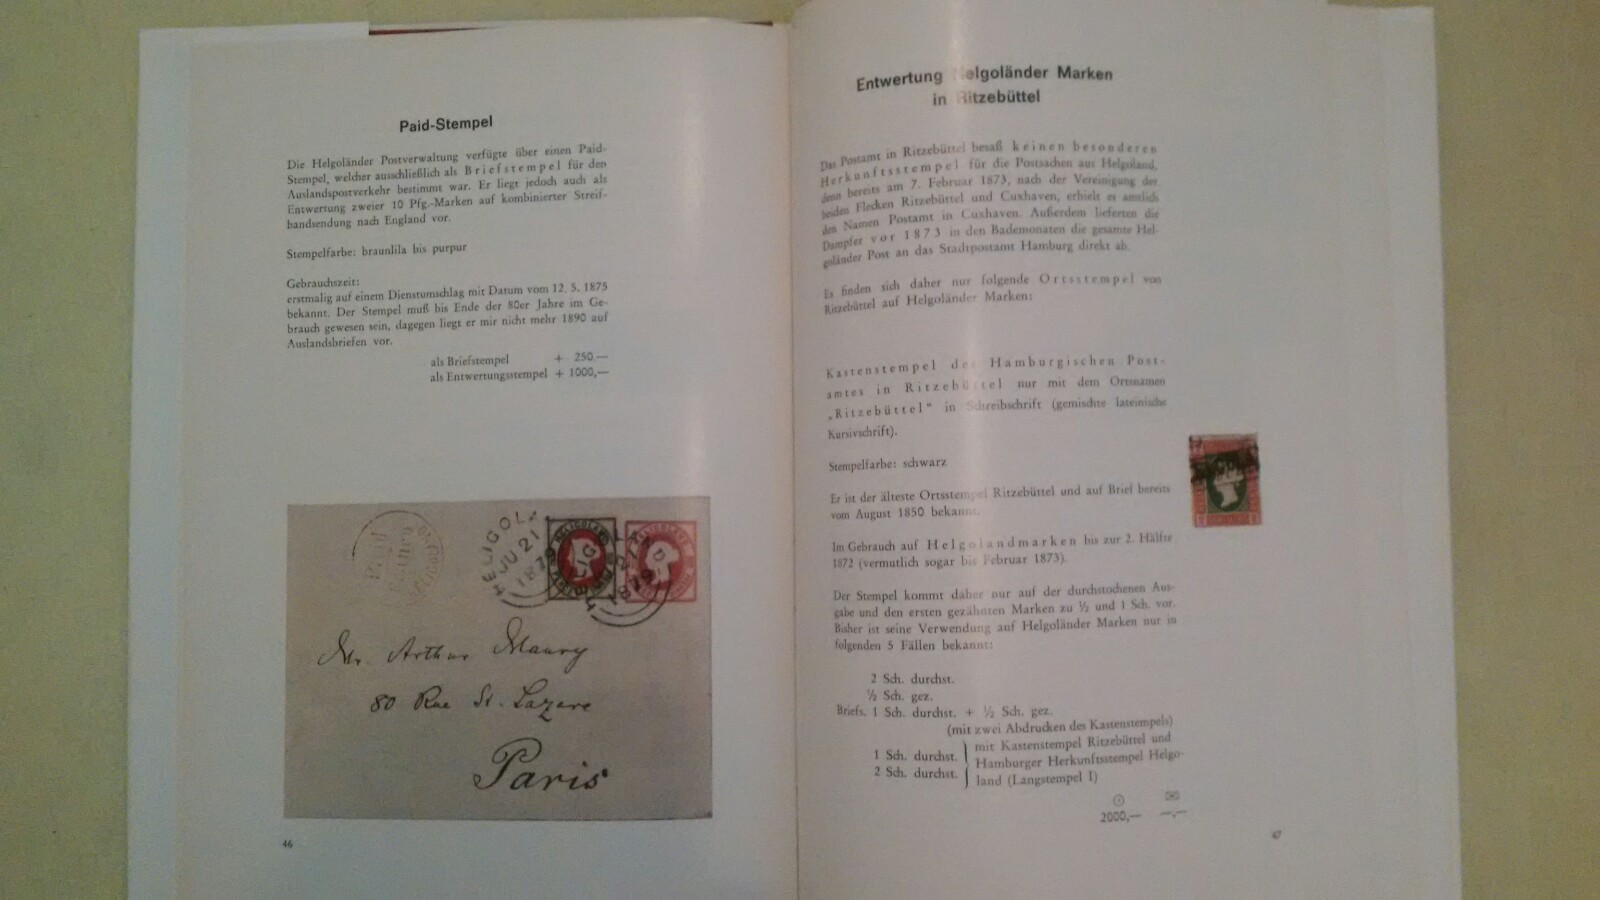 Paid-Stempel
Die Helgoländer Postverwaltung verfügte über einen Paid-
Stempel, welcher ausschließlich als Briefstempel für den
Auslandspostverkehr bestimmt war. Er liegt jedoch auch als
Entwertung zweier 10 Pfg.-Marken auf kombinierter Streif-
bandsendung nach England vor.
Stempelfarbe: braunlila bis purpur
Gebrauchszeit:
erstmalig auf einem Dienstumschlag mit Datum vom 12. 5. 1875
bekannt. Der Stempel muß bis Ende der 80er Jahre im Ge-
brauch gewesen sein, dagegen liegt er mir nicht mehr 1890 auf
Auslandsbriefen vor.
als Briefstempel + 250.—
als Entwertungsstempel + 1000,—
Paid
HELIGOL
JU 21
1879
HELIGOLAND
Mr. Arthur Maury
80 Rue St. Lazare
Paris
46
Entwertung Helgoländer Marken
in Ritzebüttel
Das Postamt in Ritzebüttel besaß keinen besonderen
Herkunftsstempel für die Postsachen aus Helgoland,
denn bereits am 7. Februar 1873, nach der Vereinigung der
beiden Flecken Ritzebüttel und Cuxhaven, erhielt es amtlich
den Namen Postamt in Cuxhaven. Außerdem lieferten die
Dampfer vor 1873 in den Bademonaten die gesamte Hel-
goländer Post an das Stadtpostamt Hamburg direkt ab.
Es finden sich daher nur folgende Ortsstempel von
Ritzebüttel auf Helgoländer Marken:
Kastenstempel des Hamburgischen Post-
amtes in Ritzebüttel nur mit dem Ortsnamen
„Ritzebüttel“ in Schreibschrift (gemischte lateinische
Kursivschrift).
Stempelfarbe: schwarz
Er ist der älteste Ortsstempel Ritzebüttel und auf Brief bereits
vom August 1850 bekannt.
Im Gebrauch auf Helgolandmarken bis zur 2. Hälfte
1872 (vermutlich sogar bis Februar 1873).
Der Stempel kommt daher nur auf der durchstochenen Aus-
gabe und den ersten gezähnten Marken zu ½ und 1 Sch. vor.
Bisher ist seine Verwendung auf Helgoländer Marken nur in
folgenden 5 Fällen bekannt:
2 Sch. durchst.
½ Sch. gez.
Briefs. 1 Sch. durchst. + ½ Sch. gez.
(mit zwei Abdrucken des Kastenstempels)
1 Sch. durchst. mit Kastenstempel Ritzebüttel und
2 Sch. durchst. Hamburger Herkunftsstempel Helgo-
land (Langstempel I)
2000,— —,—
47